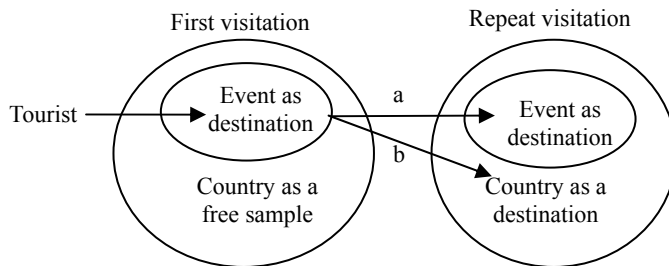 First visitation
Repeat visitation
Tourist
Event as
destination
a
b
Event as
destination
Country as a
free sample
Country as a
destination